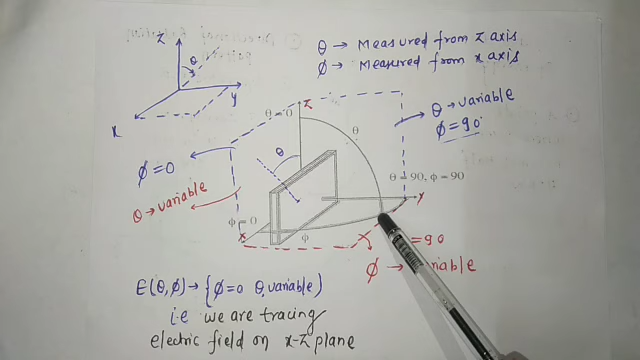 Z
θ
y
x
θ → Measured from z axis
φ → Measured from x axis
θ → variable
φ = 90°
θ = 0
z
θ
θ
φ = 0
θ → variable
θ = 90, φ = 90
y
φ = 0
x
φ
= 90
φ →
E(θ, φ) → {φ=0 θ, variable)
i.e we are tracing
electric field on x-z plane